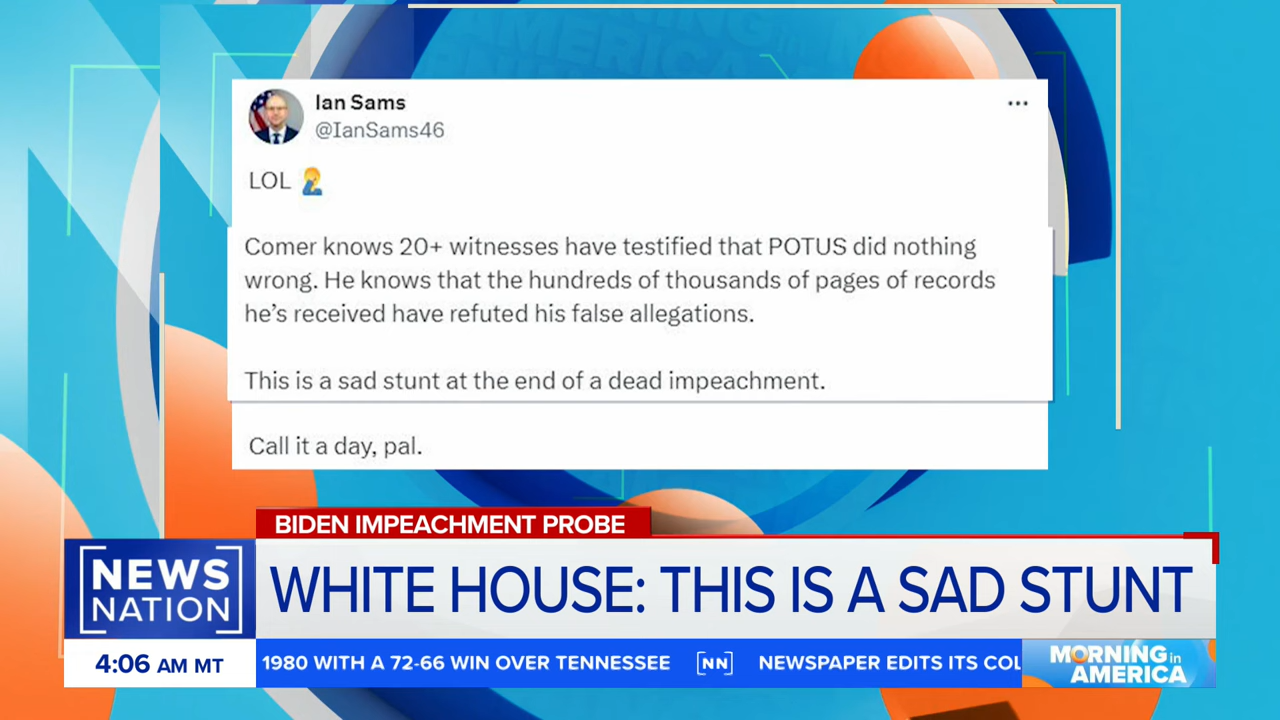 Ian Sams
@IanSams46
LOL 🤦
Comer knows 20+ witnesses have testified that POTUS did nothing
wrong. He knows that the hundreds of thousands of pages of records
he's received have refuted his false allegations.
This is a sad stunt at the end of a dead impeachment.
Call it a day, pal.
BIDEN IMPEACHMENT PROBE
NEWS
NATION
WHITE HOUSE: THIS IS A SAD STUNT
4:06 AM MT
1980 WITH A 72-66 WIN OVER TENNESSEE [NN] NEWSPAPER EDITS ITS COL
MORNING in
AMERICA